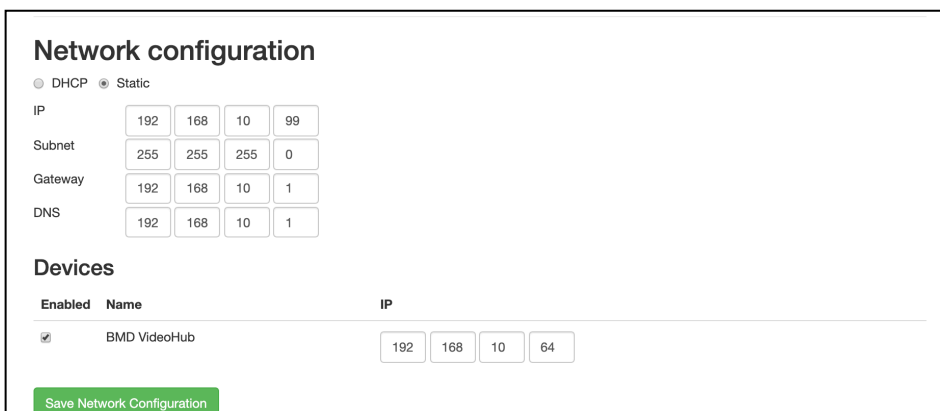 Network configuration
DHCP Static
IP 192 168 10 99
Subnet 255 255 255 0
Gateway 192 168 10 1
DNS 192 168 10 1
Devices
Enabled Name IP
BMD VideoHub 192 168 10 64
Save Network Configuration